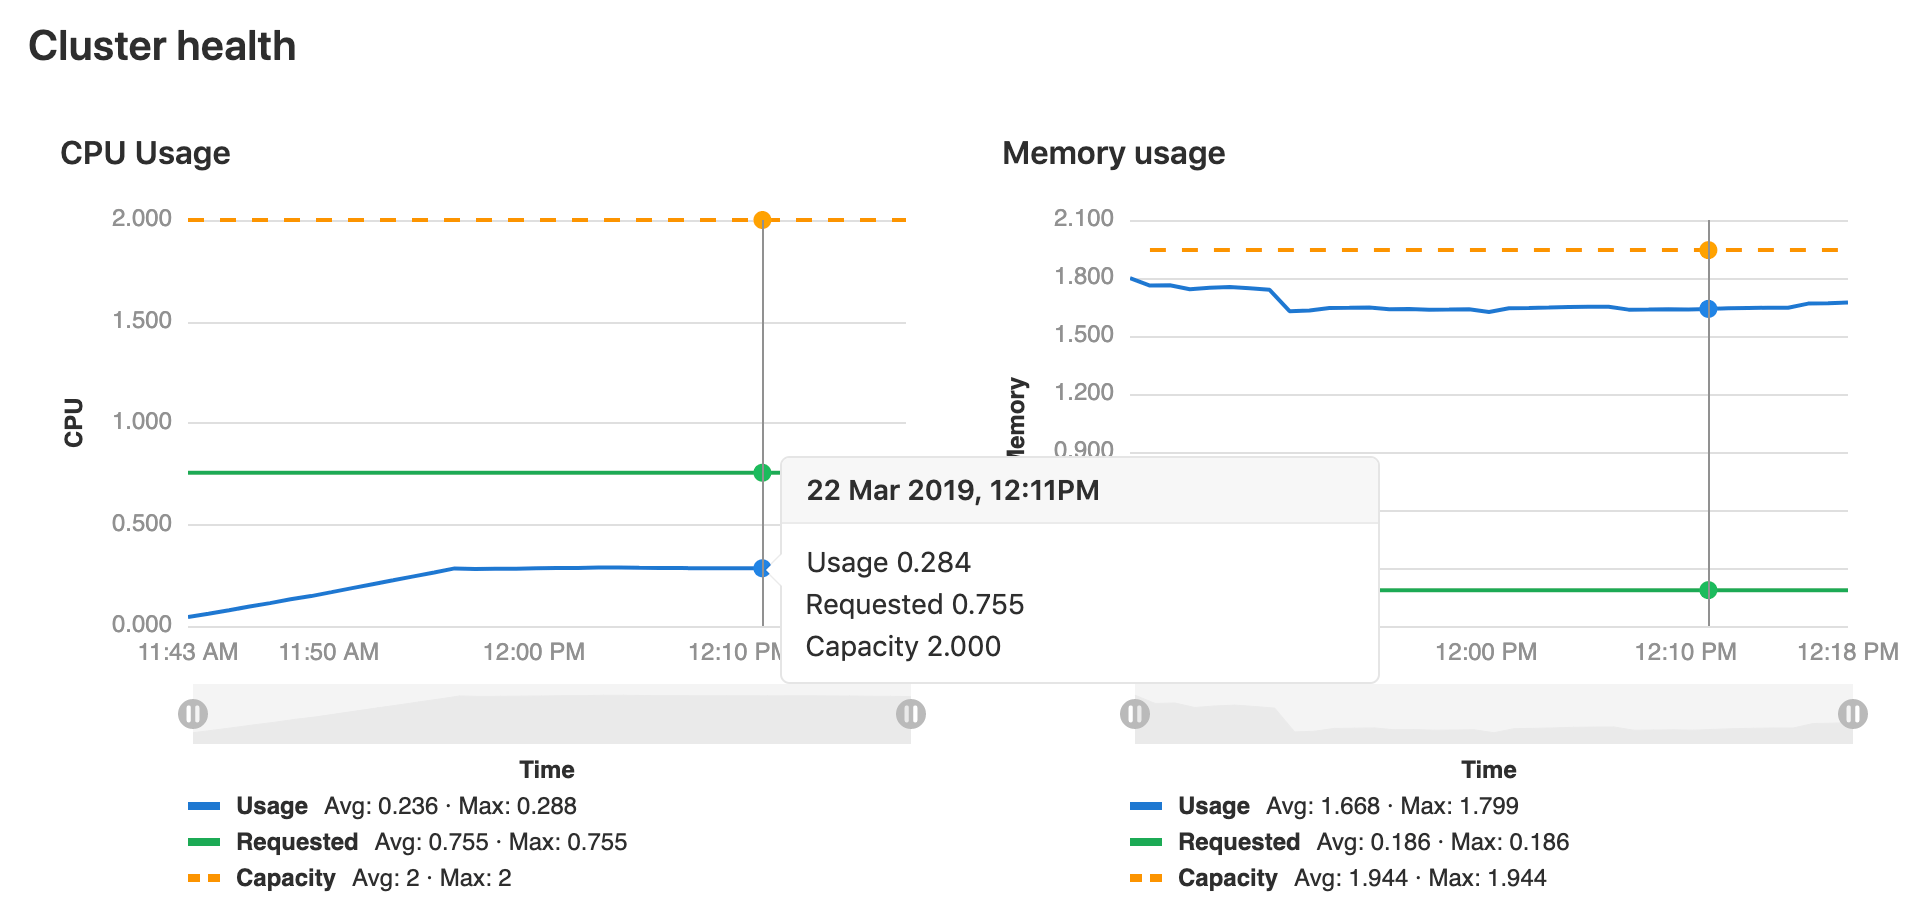 Cluster health
CPU Usage
2.000
1.500
1.000
0.500
0.000
CPU
11:43 AM 11:50 AM 12:00 PM 12:10 PM
Time
Usage Avg: 0.236 · Max: 0.288
Requested Avg: 0.755 · Max: 0.755
Capacity Avg: 2 · Max: 2
22 Mar 2019, 12:11PM
Usage 0.284
Requested 0.755
Capacity 2.000
Memory usage
2.100
1.800
1.500
1.200
0.900
Memory
12:00 PM 12:10 PM 12:18 PM
Time
Usage Avg: 1.668 · Max: 1.799
Requested Avg: 0.186 · Max: 0.186
Capacity Avg: 1.944 · Max: 1.944